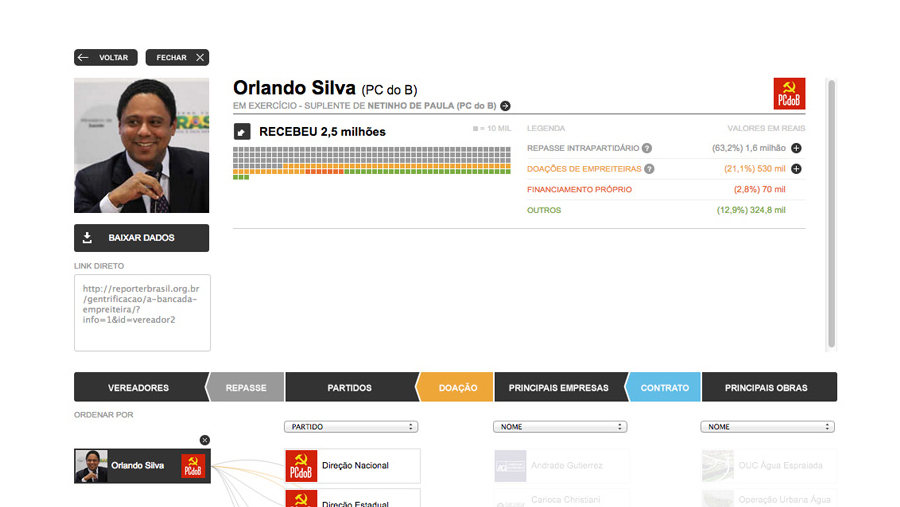 VOLTAR
FECHAR
Orlando Silva (PC do B)
EM EXERCÍCIO - SUPLENTE DE NETINHO DE PAULA (PC do B)
PCdoB
RECEBEU 2,5 milhões
= 10 MIL
LEGENDA
VALORES EM REAIS
REPASSE INTRAPARTIDÁRIO ?
(63,2%) 1,6 milhão
DOAÇÕES DE EMPREITEIRAS ?
(21,1%) 530 mil
FINANCIAMENTO PRÓPRIO
(2,8%) 70 mil
OUTROS
(12,9%) 324,8 mil
BAIXAR DADOS
LINK DIRETO
http://reporterbrasil.org.br
/gentrificacao/a-bancada-
empreiteira/?
info=1&id=vereador2
VEREADORES
REPASSE
PARTIDOS
DOAÇÃO
PRINCIPAIS EMPRESAS
CONTRATO
PRINCIPAIS OBRAS
ORDENAR POR
PARTIDO
NOME
NOME
Orlando Silva
PCdoB
PCdoB
Direção Nacional
Andrade Gutierrez
OUC Água Espraiada
PCdoB
Direção Estadual
Carioca Christiani
Operação Urbana Água